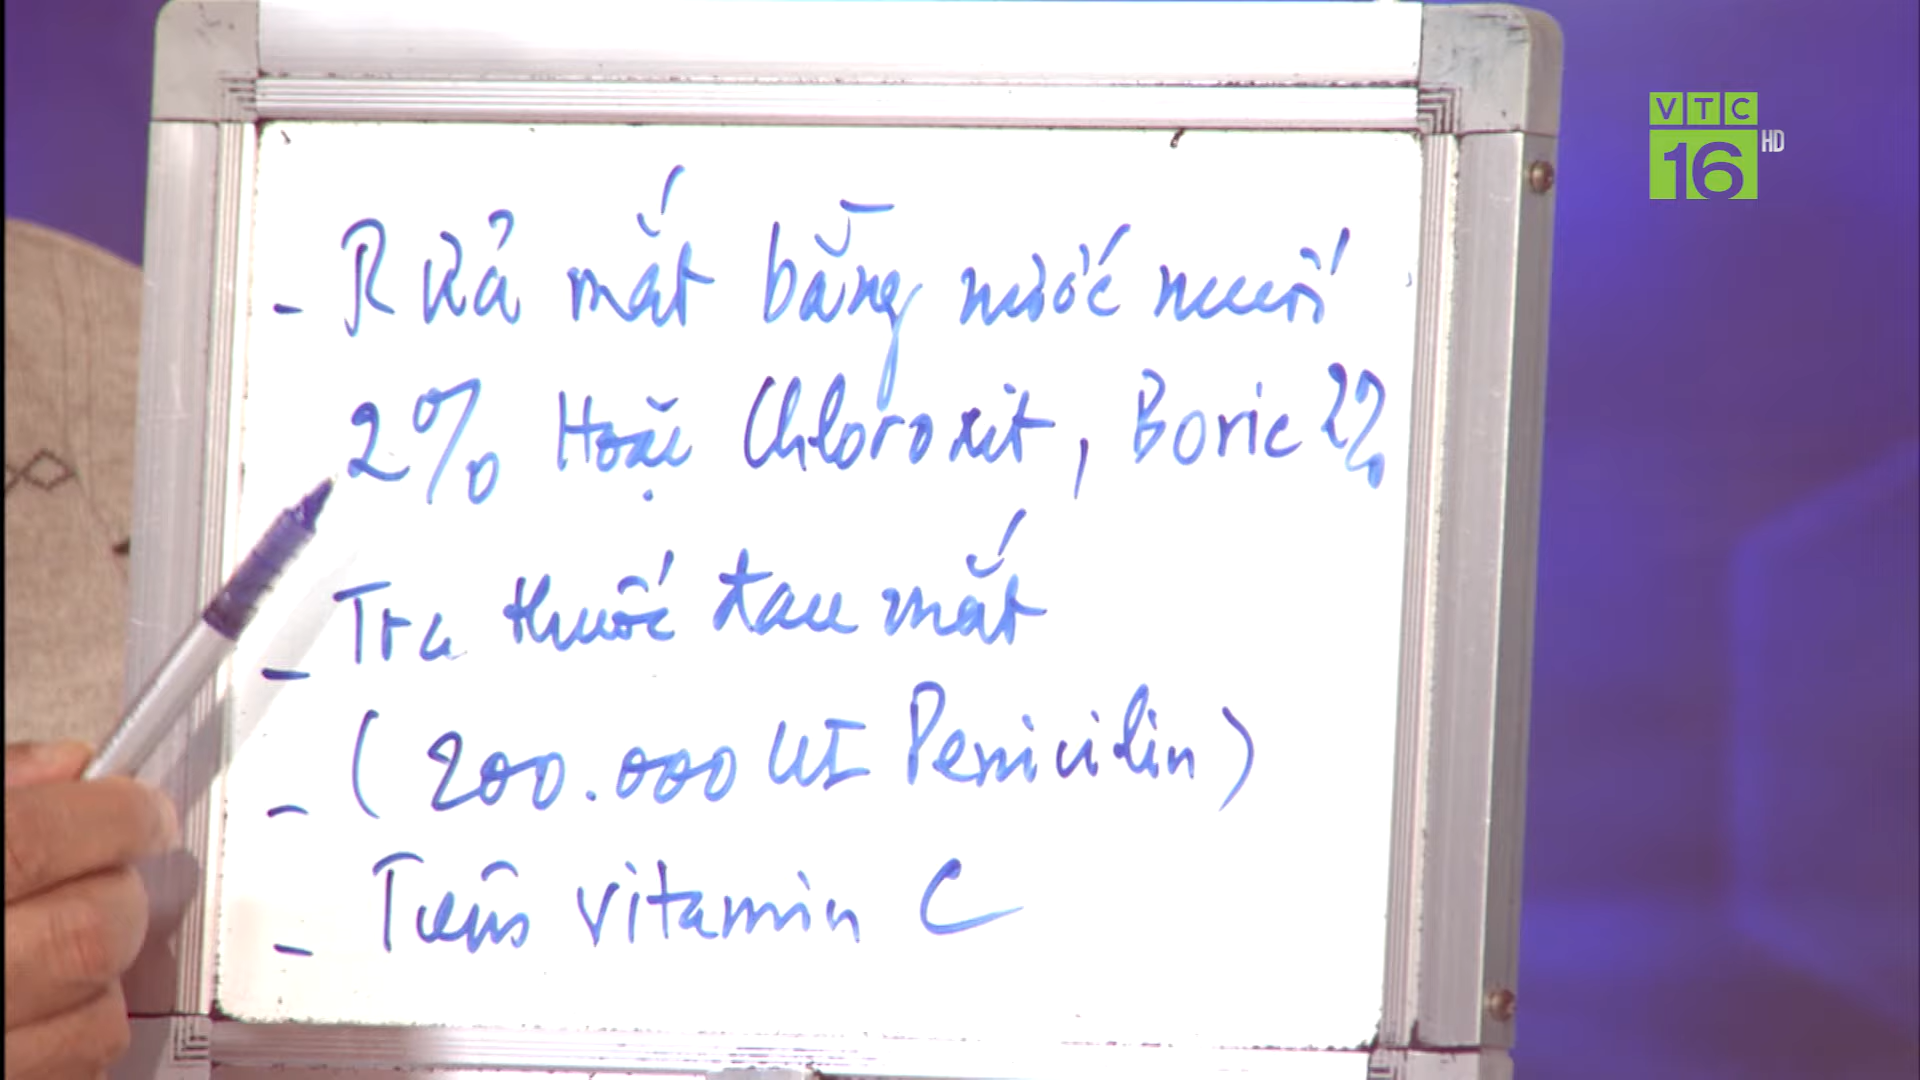 VTC
16 HD
- Rửa mắt bằng nước muối
2% Hoặc Chloroxit, Boric 2%
- Tra thuốc đau mắt
- (200.000 UI Penicilin)
- Tiêm vitamin C